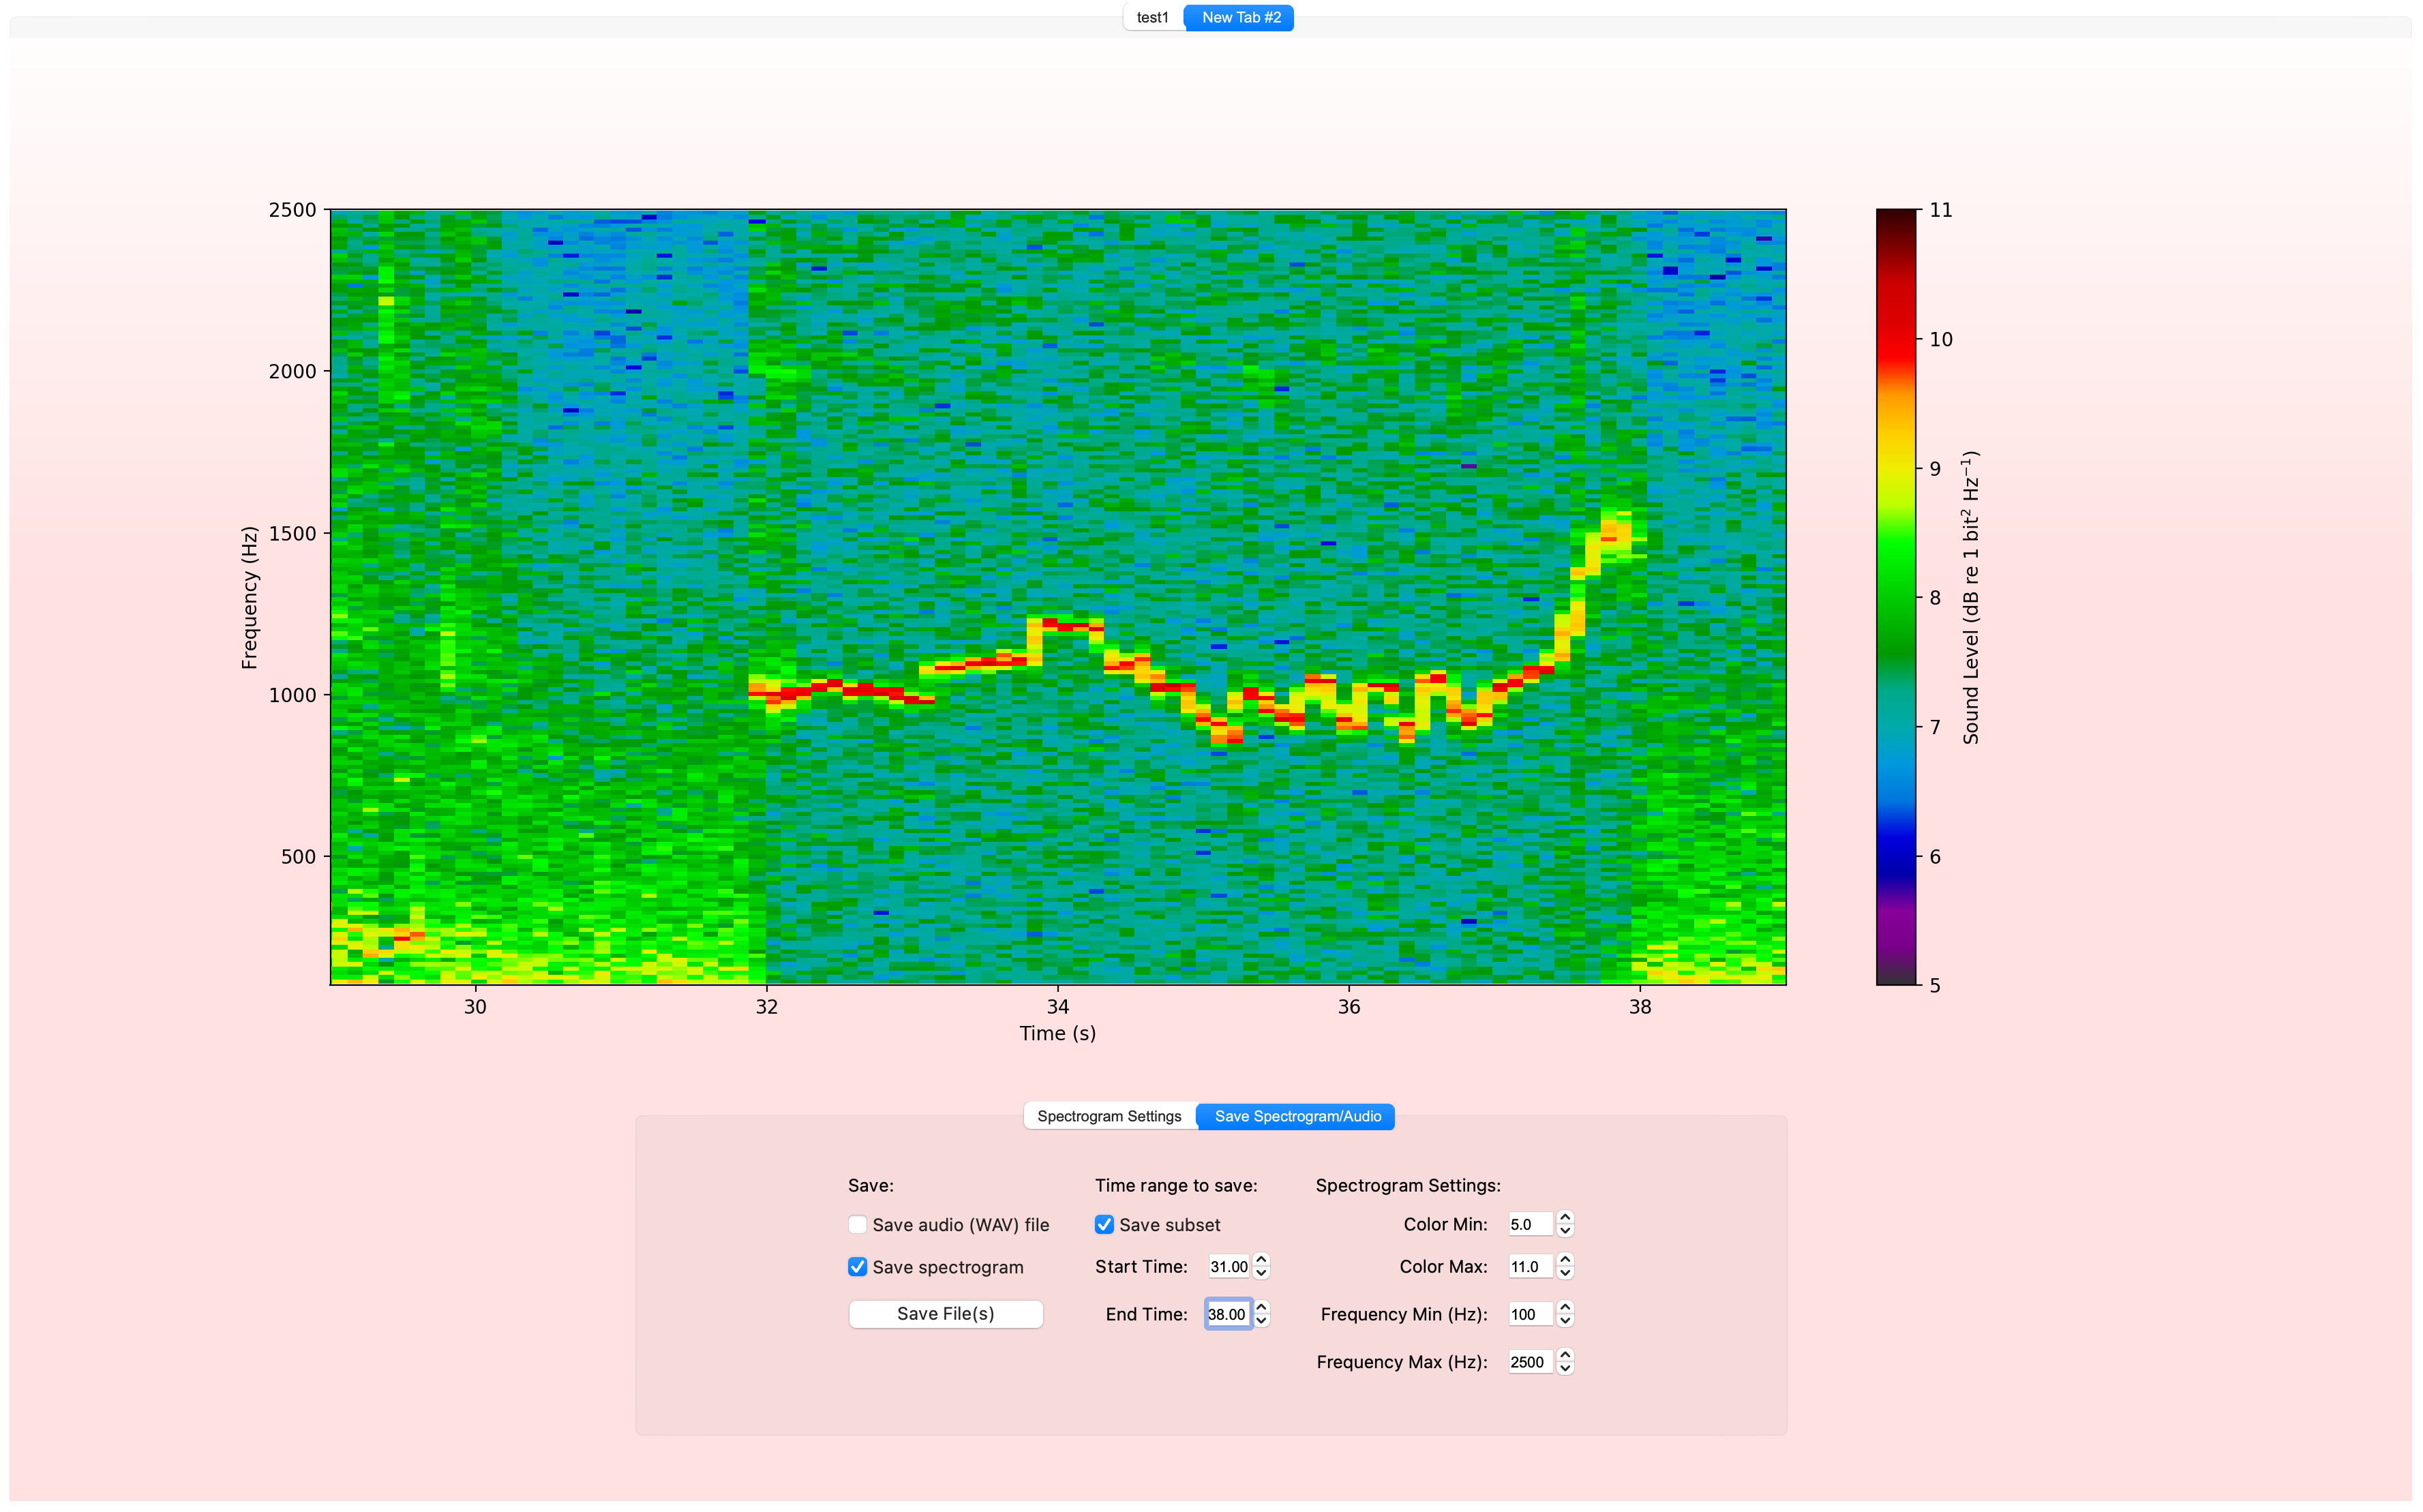 test1 New Tab #2
2500
2000
1500
1000
500
Frequency (Hz)
30 32 34 36 38
Time (s)
11
10
9
8
7
6
5
Sound Level (dB re 1 bit² Hz⁻¹)
Spectrogram Settings Save Spectrogram/Audio
Save: Time range to save: Spectrogram Settings:
Save audio (WAV) file Save subset Color Min: 5.0
Save spectrogram Start Time: 31.00 Color Max: 11.0
Save File(s) End Time: 38.00 Frequency Min (Hz): 100
Frequency Max (Hz): 2500